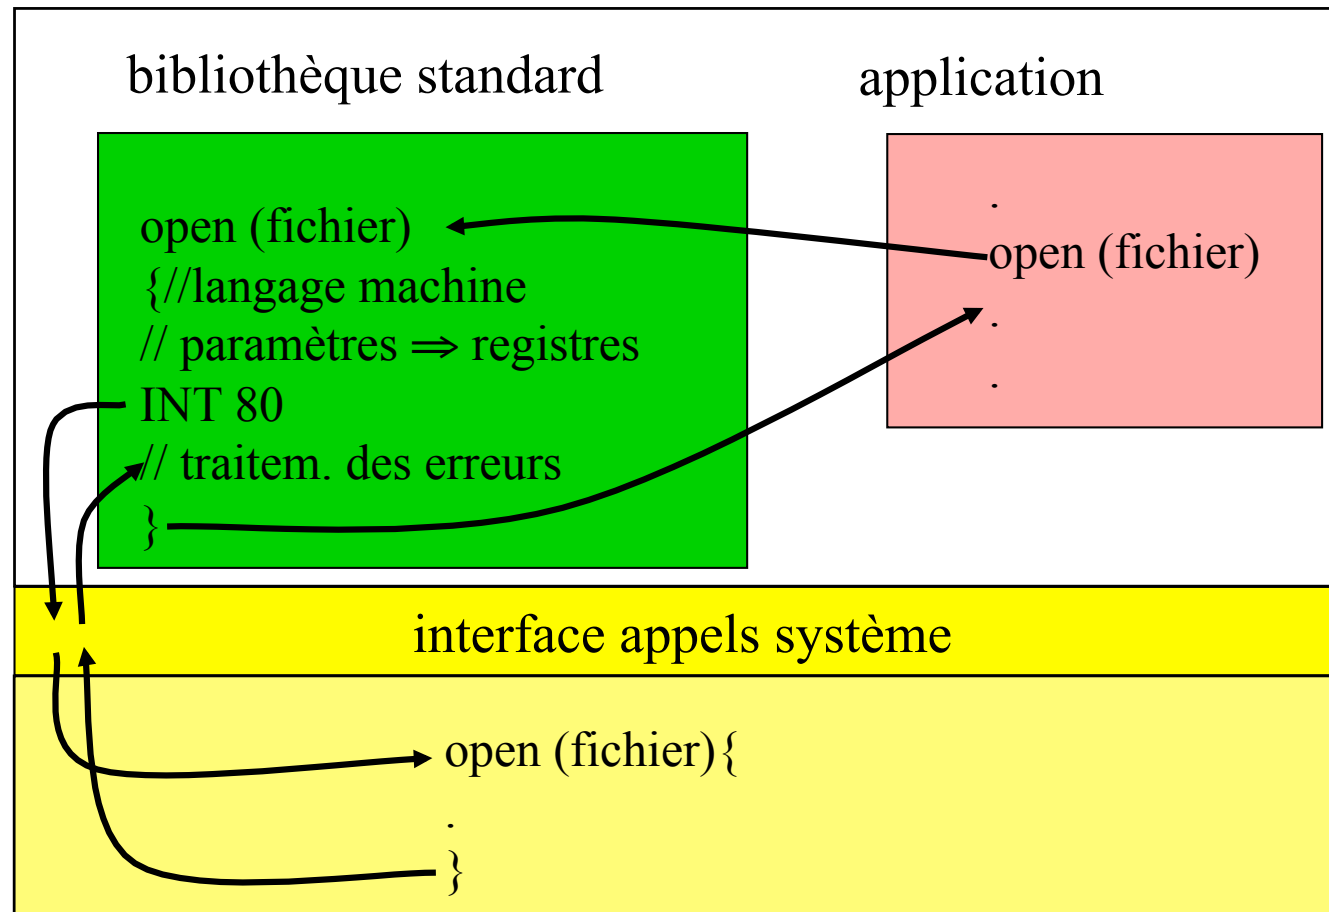 bibliothèque standard
application
open (fichier)
{//langage machine
// paramètres ⇒ registres
INT 80
// traitem. des erreurs
}
.
open (fichier)
.
.
interface appels système
open (fichier){
.
}